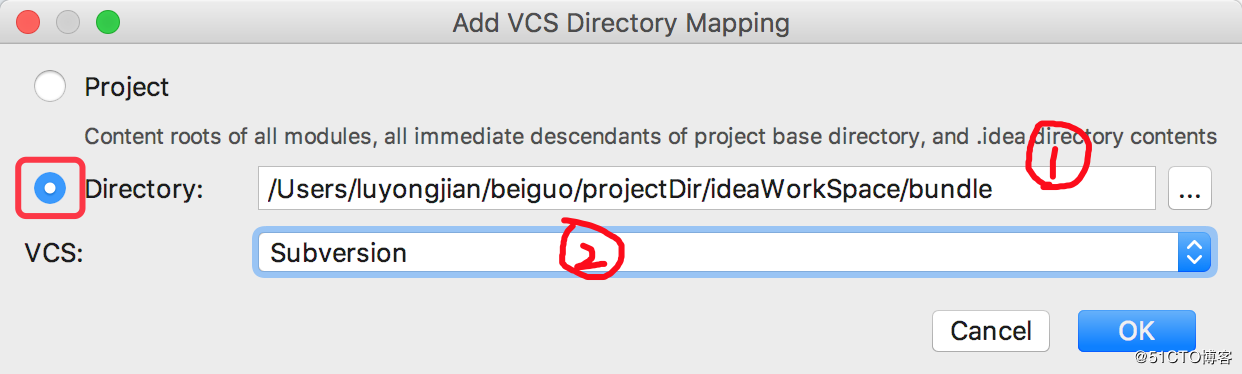 Add VCS Directory Mapping
Project
Content roots of all modules, all immediate descendants of project base directory, and .idea directory contents
1
Directory: /Users/luyongjian/beiguo/projectDir/ideaWorkSpace/bundle ...
VCS: Subversion 2
Cancel OK
@51CTO博客